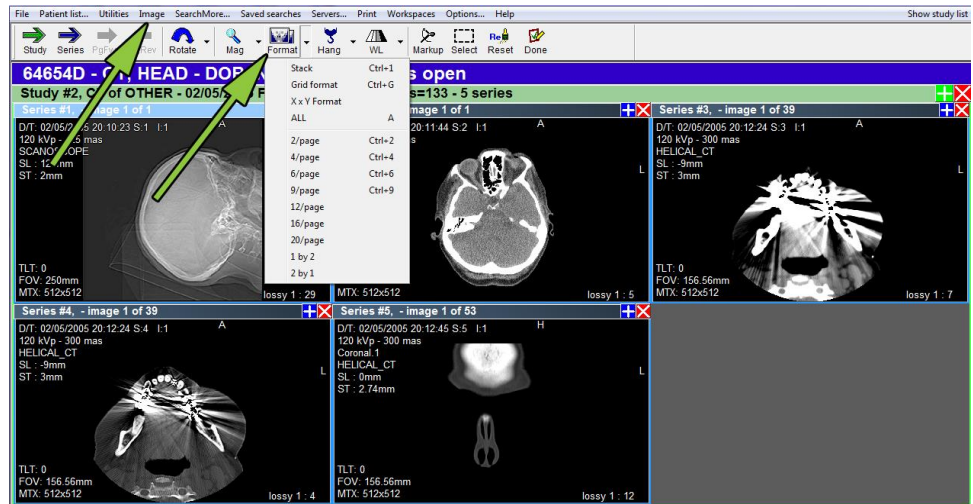 File Patient list... Utilities Image SearchMore... Saved searches Servers... Print Workspaces Options... Help Show study list
Study Series Rev Rotate Mag Format Hang WL Markup Select Reset Done
64654D - HEAD - s open
Study #2, of OTHER - 02/05/ s=133 - 5 series
Stack Ctrl+1
Grid format Ctrl+G
X x Y Format
ALL A
2/page Ctrl+2
4/page Ctrl+4
6/page Ctrl+6
9/page Ctrl+9
12/page
16/page
20/page
1 by 2
2 by 1
Series #1, image 1 of 1
D/T: 02/05/2005 20:10:23 S:1 I:1 A
120 kVp mas
ST : 2mm
TLT: 0
FOV: 250mm
MTX: 512x512
lossy 1 : 29
image 1 of 1
20:11:44 S:2 I:1 A
L
MTX: 512x512
lossy 1 : 5
Series #3, - image 1 of 39
D/T: 02/05/2005 20:12:24 S:3 I:1 A
120 kVp - 300 mas
HELICAL_CT
SL : -9mm
ST : 3mm
L
TLT: 0
FOV: 156.56mm
MTX: 512x512
lossy 1 : 7
Series #4, - image 1 of 39
D/T: 02/05/2005 20:12:24 S:4 I:1 A
120 kVp - 300 mas
HELICAL_CT
SL : -9mm
ST : 3mm
L
TLT: 0
FOV: 156.56mm
MTX: 512x512
lossy 1 : 4
Series #5, - image 1 of 53
D/T: 02/05/2005 20:12:45 S:5 I:1 H
120 kVp - 300 mas
Coronal.1
HELICAL_CT
SL : 0mm
ST : 2.74mm
L
TLT: 0
FOV: 156.56mm
MTX: 512x512
lossy 1 : 12